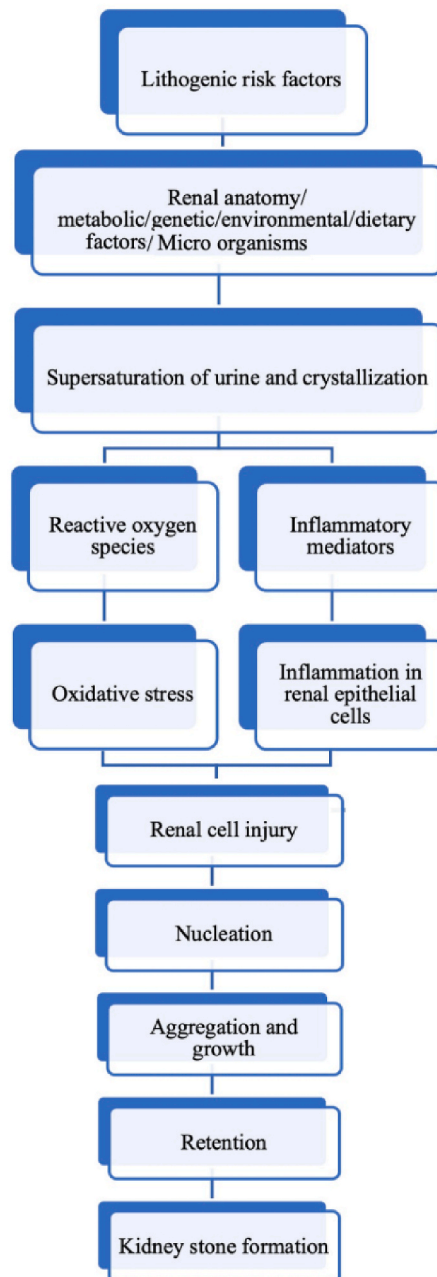 Lithogenic risk factors
Renal anatomy/
metabolic/genetic/environmental/dietary
factors/ Micro organisms
Supersaturation of urine and crystallization
Reactive oxygen
species
Inflammatory
mediators
Oxidative stress
Inflammation in
renal epithelial
cells
Renal cell injury
Nucleation
Aggregation and
growth
Retention
Kidney stone formation